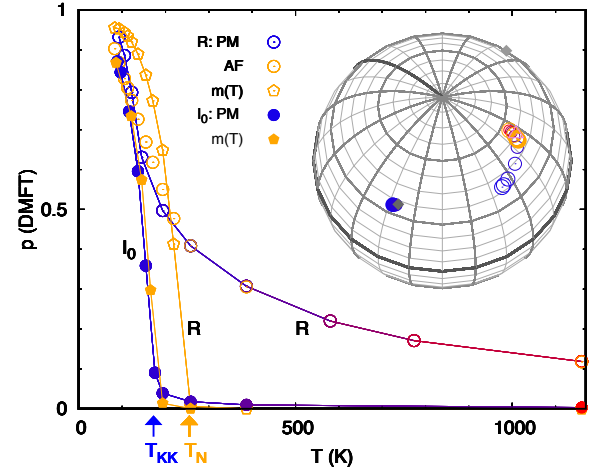 1
R: PM
AF
m(T)
I0: PM
m(T)
p (DMFT)
0.5
I0
R
R
0
0
500
1000
TKK
TN
T (K)